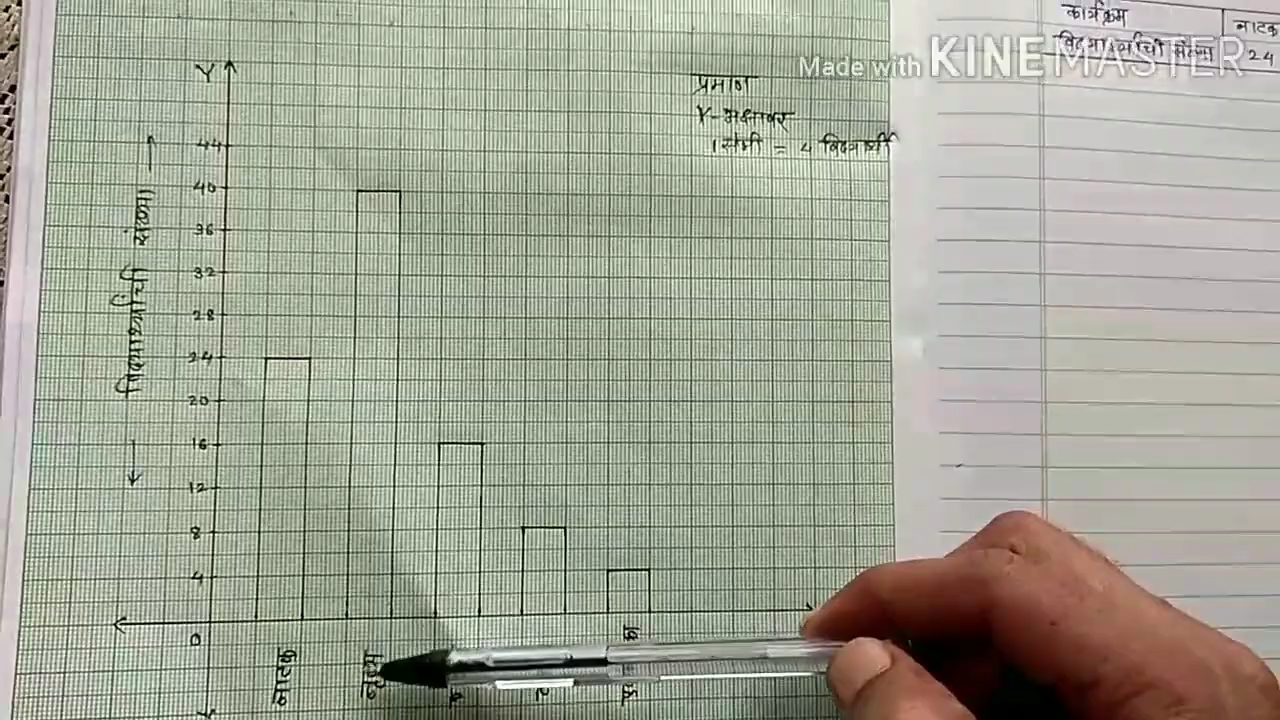 Made with KINEMASTER
कार्यक्रम
नाटक
24
प्रमाण
Y-अक्षावर
1 सेमी = 4 विद्यार्थी
Y
विद्यार्थ्यांची संख्या
44
40
36
32
28
24
20
16
12
8
4
0
नाटक